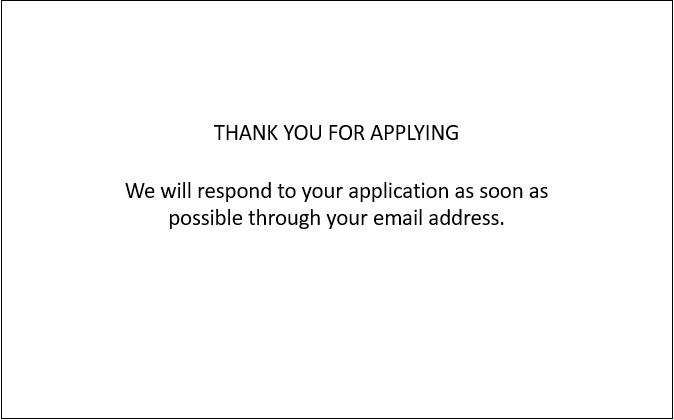 THANK YOU FOR APPLYING
We will respond to your application as soon as
possible through your email address.